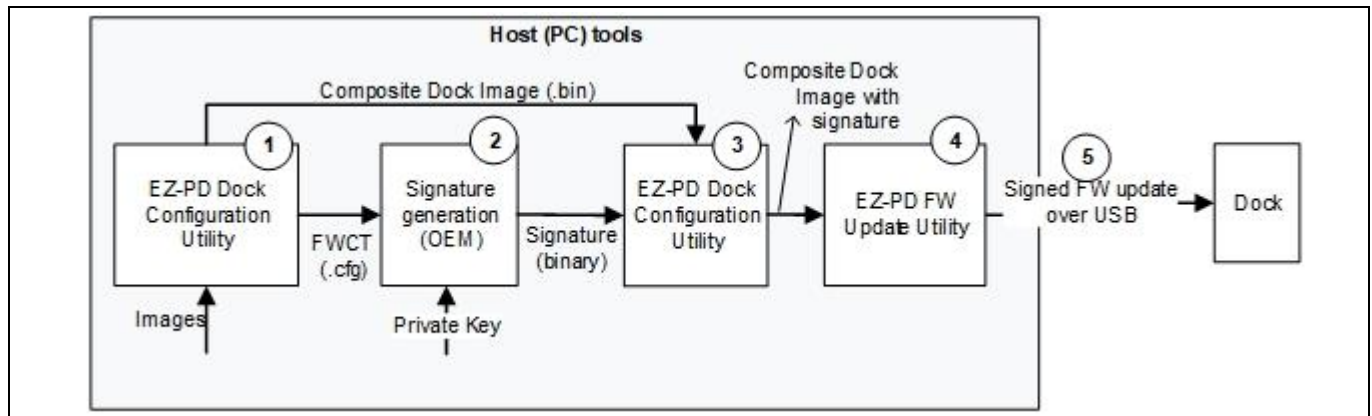 Host (PC) tools
Composite Dock Image (.bin)
Composite Dock
Image with
signature
1
EZ-PD Dock
Configuration
Utility
FWCT
(.cfg)
Images
2
Signature
generation
(OEM)
Signature
(binary)
Private Key
3
EZ-PD Dock
Configuration
Utility
4
EZ-PD FW
Update Utility
5
Signed FW update
over USB
Dock